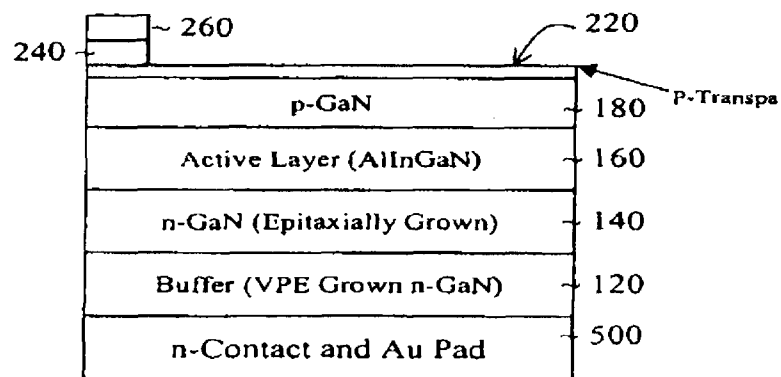 260
240
220
P-Transpa
p-GaN
180
Active Layer (AlInGaN)
160
n-GaN (Epitaxially Grown)
140
Buffer (VPE Grown n-GaN)
120
n-Contact and Au Pad
500